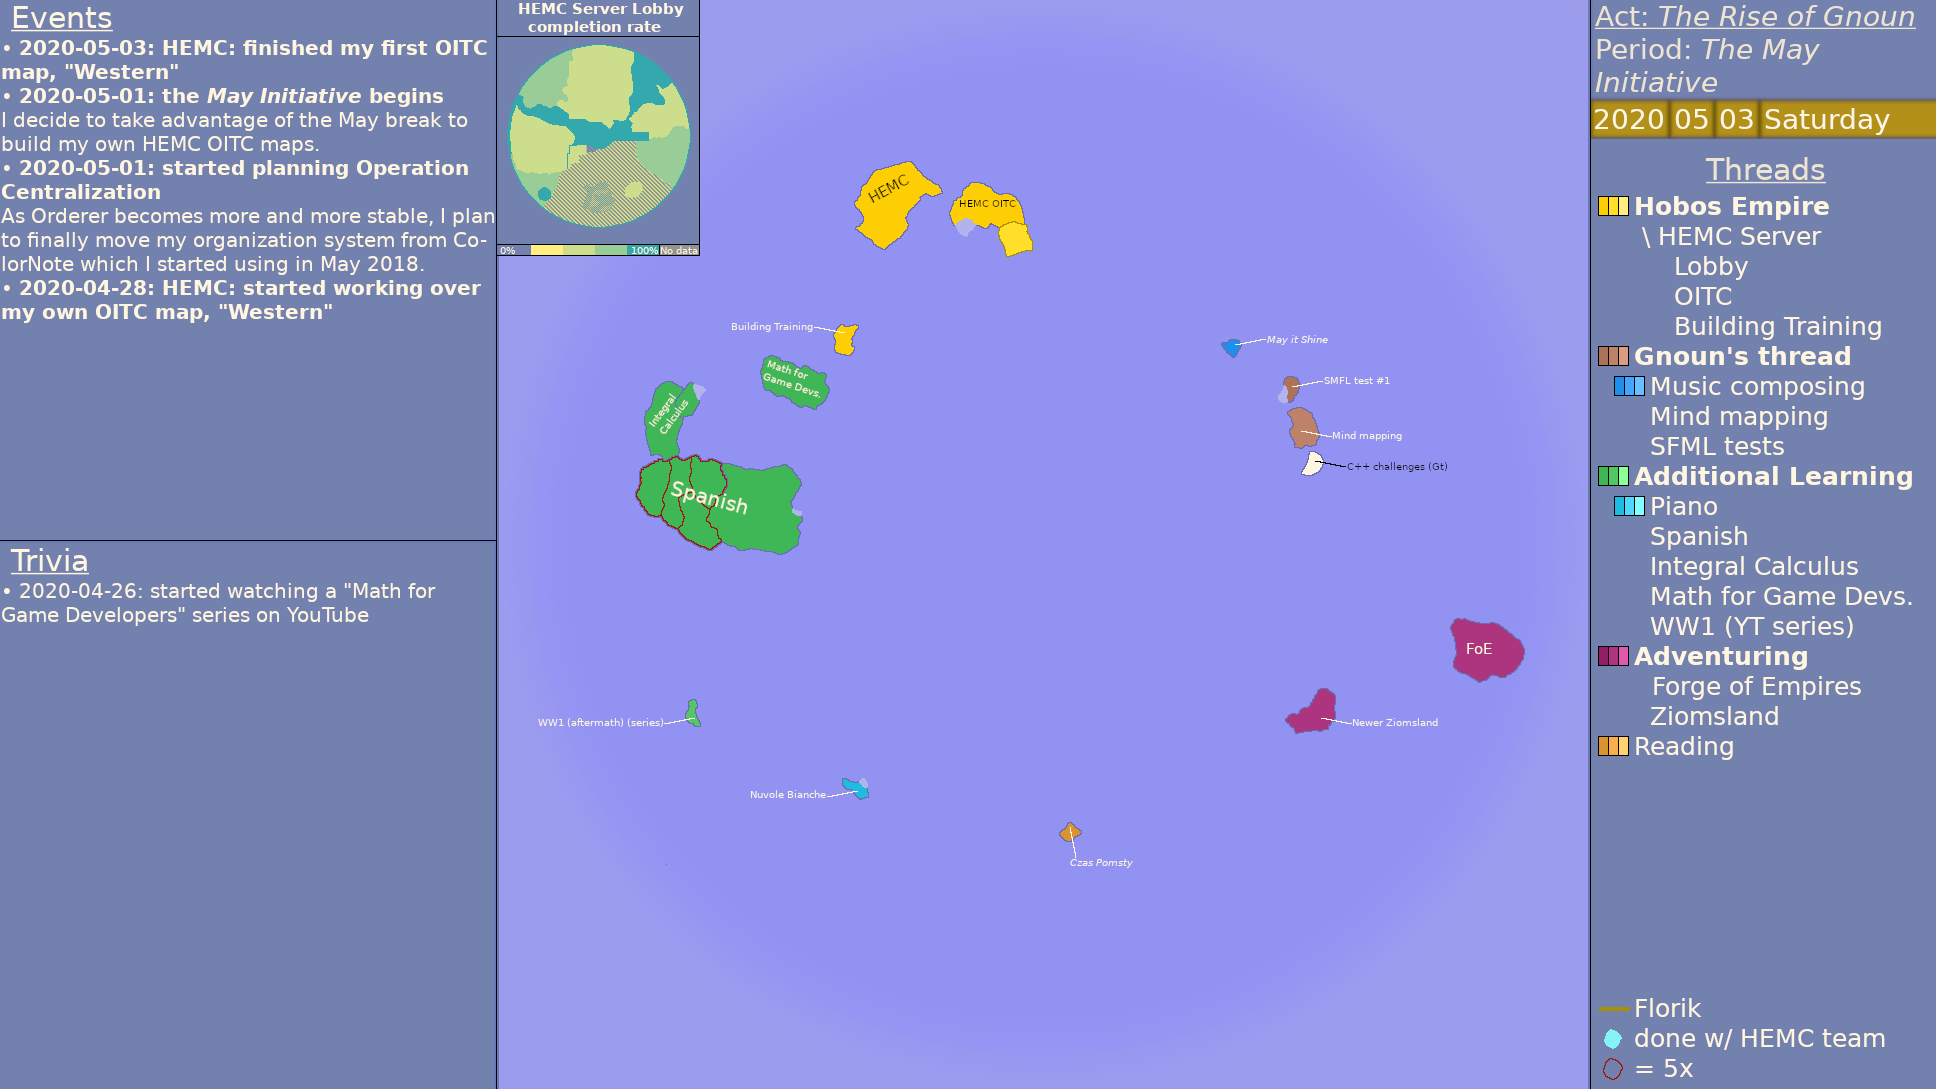 Events
• 2020-05-03: HEMC: finished my first OITC
map, "Western"
• 2020-05-01: the May Initiative begins
I decide to take advantage of the May break to
build my own HEMC OITC maps.
• 2020-05-01: started planning Operation
Centralization
As Orderer becomes more and more stable, I plan
to finally move my organization system from Co-
lorNote which I started using in May 2018.
• 2020-04-28: HEMC: started working over
my own OITC map, "Western"
Trivia
• 2020-04-26: started watching a "Math for
Game Developers" series on YouTube
HEMC Server Lobby
completion rate
0%
100%
No data
HEMC
HEMC OITC
Building Training
Math for
Game Devs.
Integral
Calculus
Spanish
May it Shine
SMFL test #1
Mind mapping
C++ challenges (Gt)
FoE
Newer Ziomsland
WW1 (aftermath) (series)
Nuvole Bianche
Czas Pomsty
Act: The Rise of Gnoun
Period: The May
Initiative
2020 05 03 Saturday
Threads
Hobos Empire
\ HEMC Server
Lobby
OITC
Building Training
Gnoun's thread
Music composing
Mind mapping
SFML tests
Additional Learning
Piano
Spanish
Integral Calculus
Math for Game Devs.
WW1 (YT series)
Adventuring
Forge of Empires
Ziomsland
Reading
Florik
done w/ HEMC team
= 5x